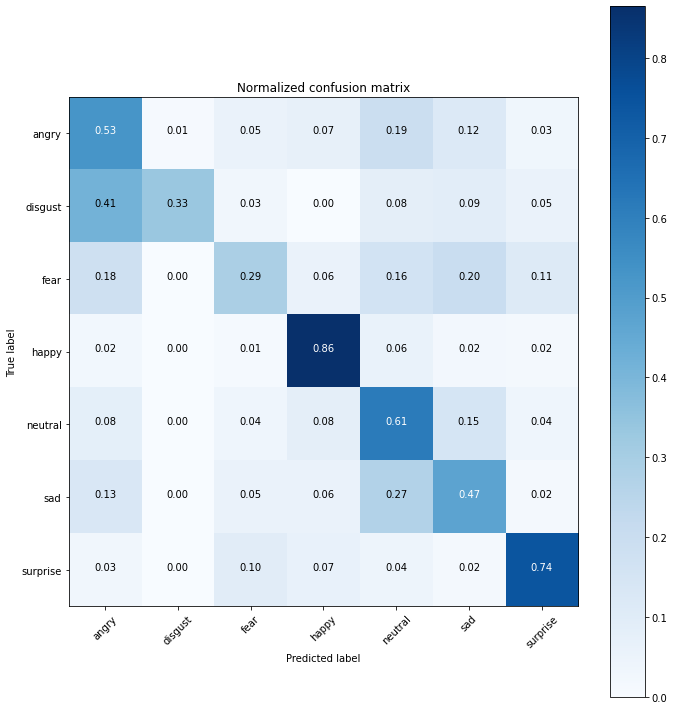 Normalized confusion matrix
True label
angry 0.53 0.01 0.05 0.07 0.19 0.12 0.03
disgust 0.41 0.33 0.03 0.00 0.08 0.09 0.05
fear 0.18 0.00 0.29 0.06 0.16 0.20 0.11
happy 0.02 0.00 0.01 0.86 0.06 0.02 0.02
neutral 0.08 0.00 0.04 0.08 0.61 0.15 0.04
sad 0.13 0.00 0.05 0.06 0.27 0.47 0.02
surprise 0.03 0.00 0.10 0.07 0.04 0.02 0.74
angry disgust fear happy neutral sad surprise
Predicted label
0.8
0.7
0.6
0.5
0.4
0.3
0.2
0.1
0.0